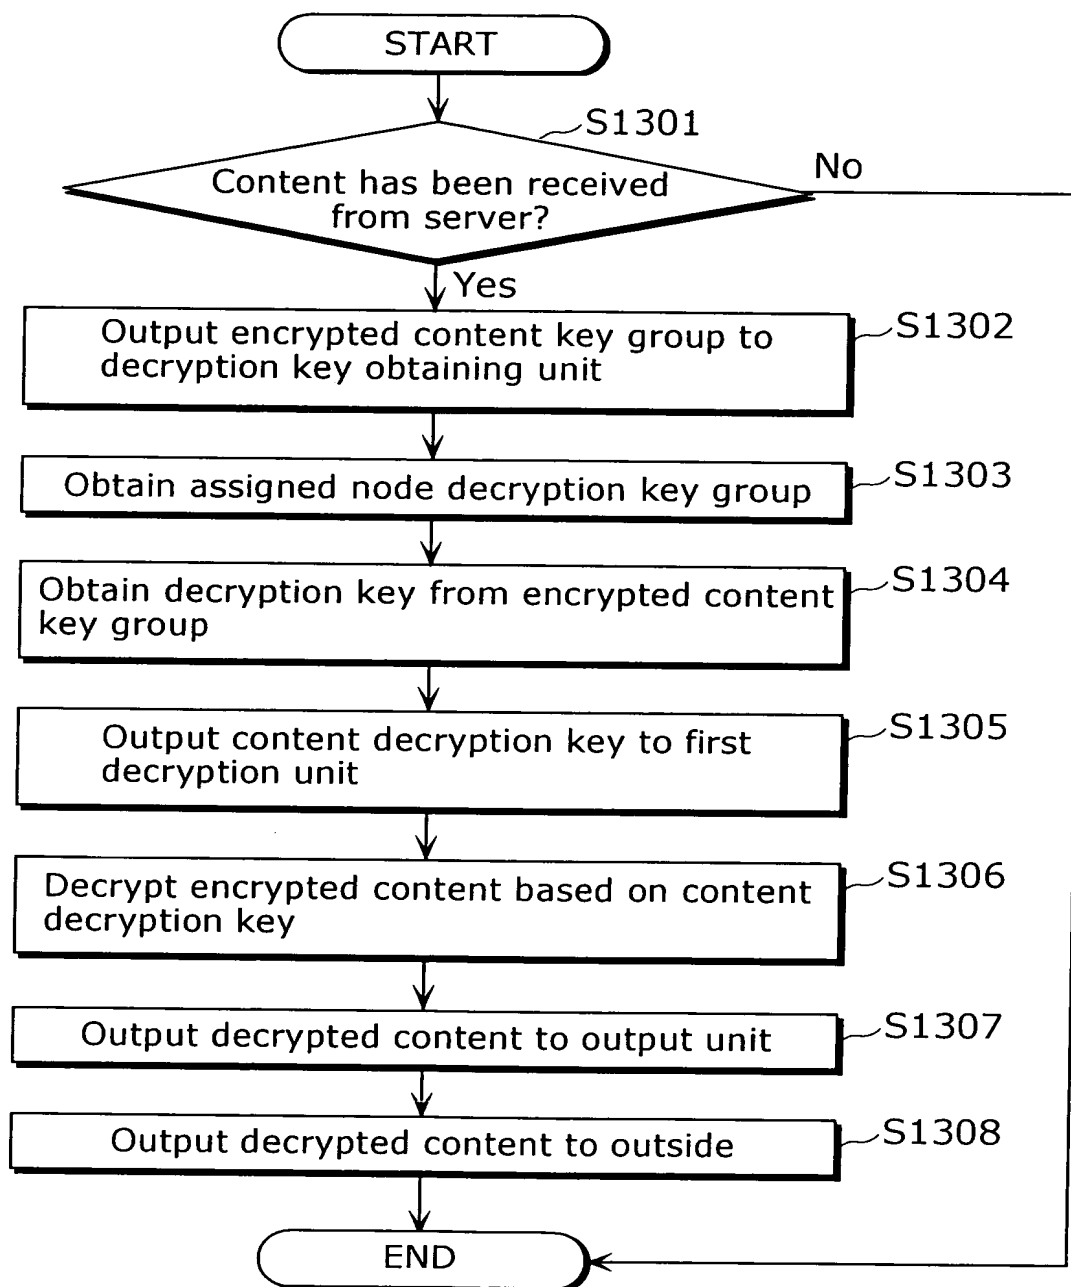 START
S1301
No
Content has been received
from server?
Yes
Output encrypted content key group to
decryption key obtaining unit
S1302
Obtain assigned node decryption key group
S1303
Obtain decryption key from encrypted content
key group
S1304
Output content decryption key to first
decryption unit
S1305
Decrypt encrypted content based on content
decryption key
S1306
Output decrypted content to output unit
S1307
Output decrypted content to outside
S1308
END